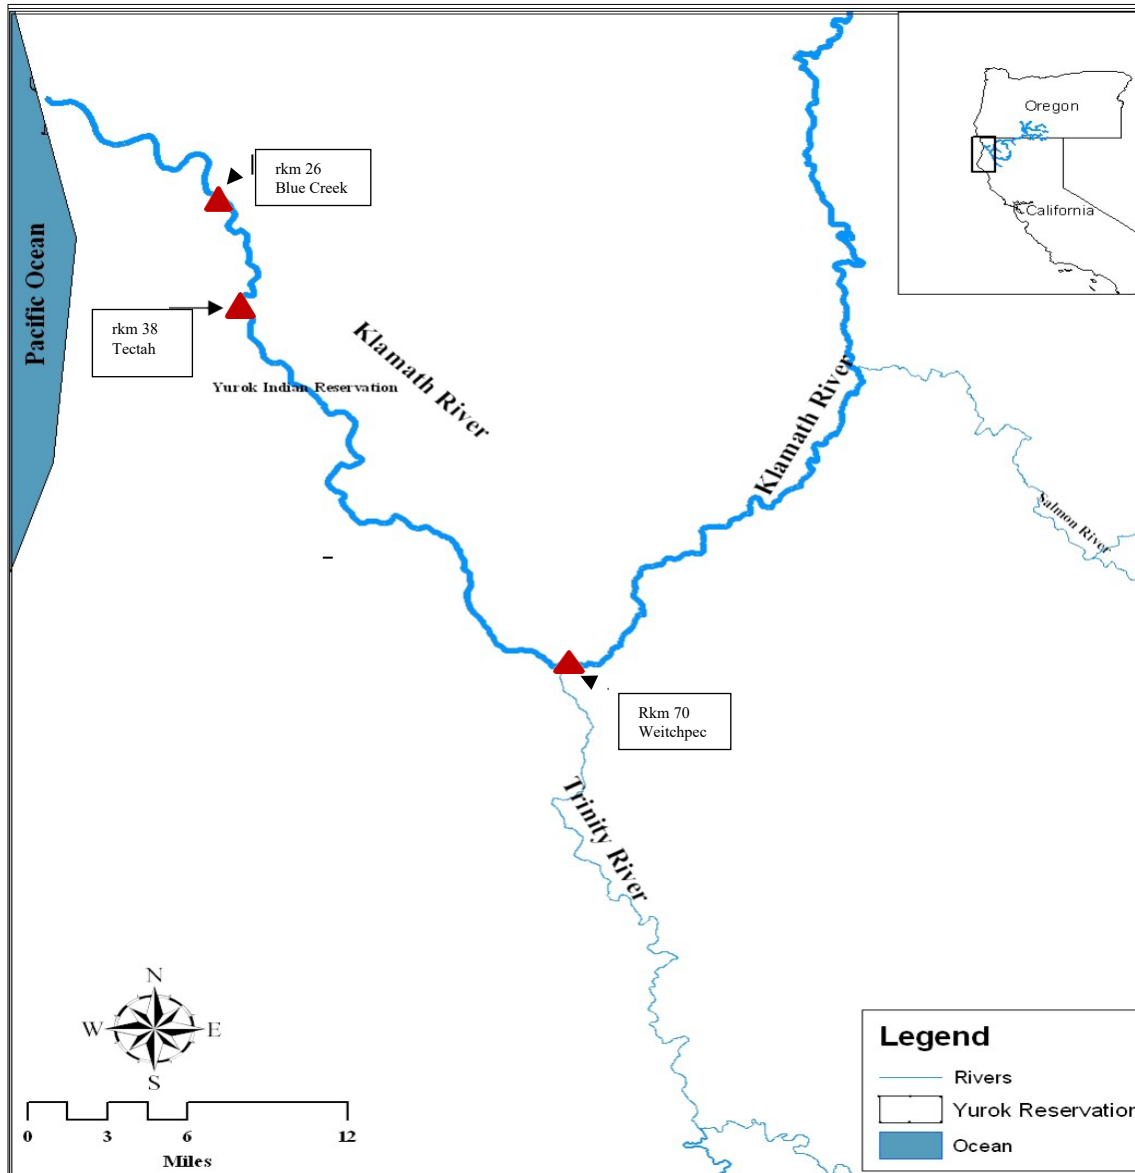 Oregon
California
rkm 26
Blue Creek
Pacific Ocean
rkm 38
Tectah
Klamath River
Yurok Indian Reservation
Klamath River
Salmon River
Rkm 70
Weitchpec
Trinity River
N
W
E
S
0 3 6 12
Miles
Legend
Rivers
Yurok Reservation
Ocean